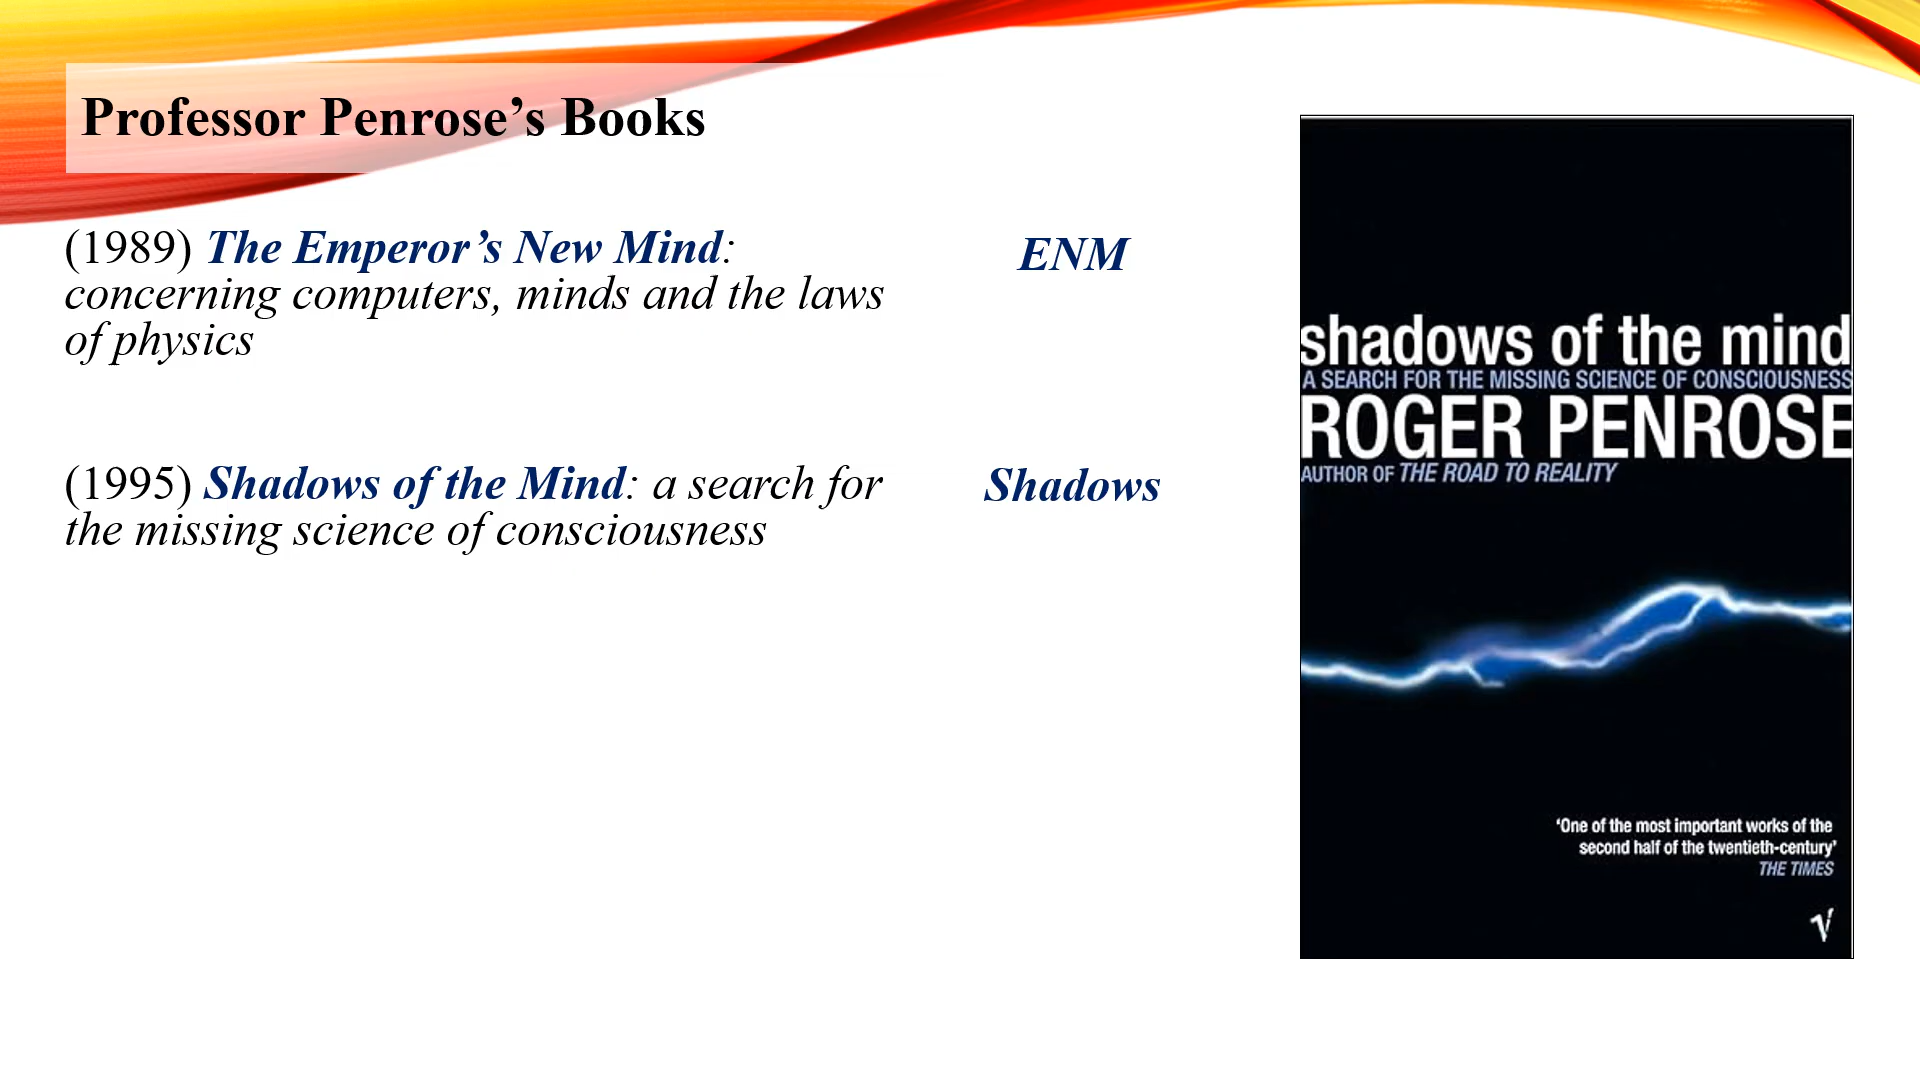 Professor Penrose’s Books
(1989) The Emperor’s New Mind:
concerning computers, minds and the laws
of physics
ENM
(1995) Shadows of the Mind: a search for
the missing science of consciousness
Shadows
shadows of the mind
A SEARCH FOR THE MISSING SCIENCE OF CONSCIOUSNESS
ROGER PENROSE
AUTHOR OF THE ROAD TO REALITY
‘One of the most important works of the
second half of the twentieth-century’
THE TIMES
V